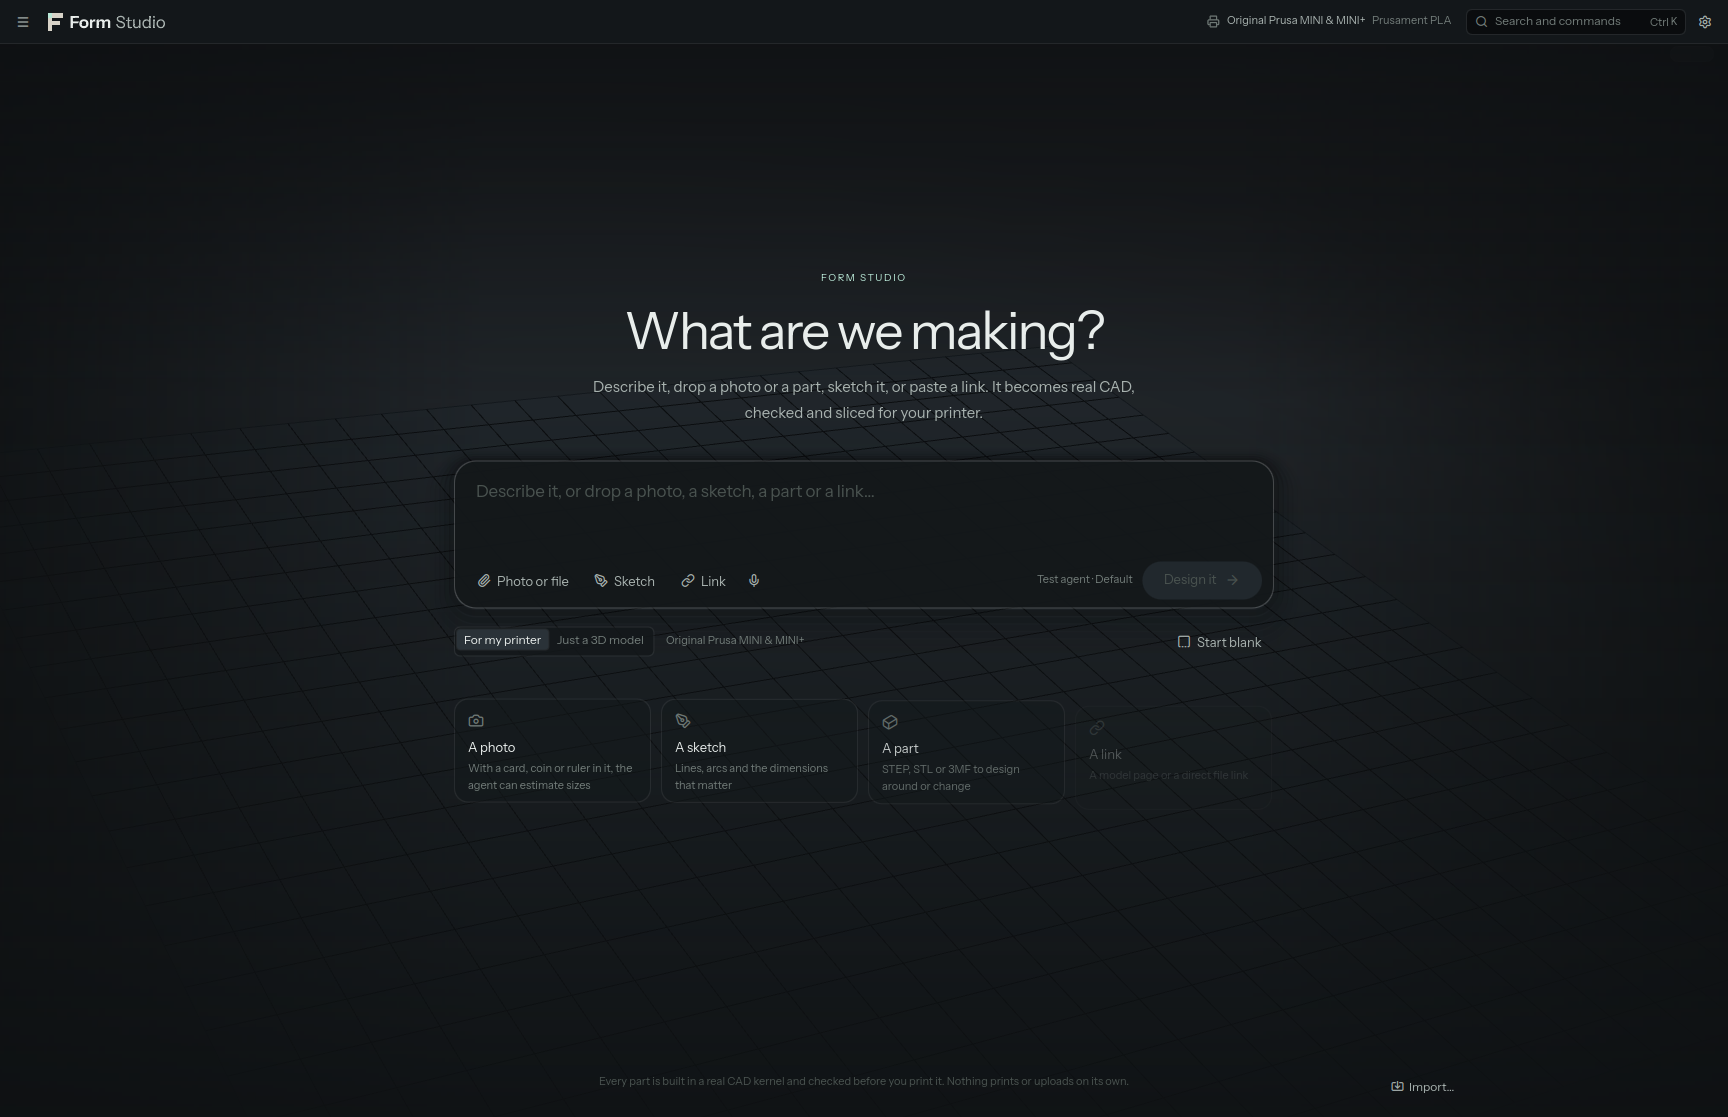 Form Studio
Original Prusa MINI & MINI+ Prusament PLA
Search and commands Ctrl K
FORM STUDIO
What are we making?
Describe it, drop a photo or a part, sketch it, or paste a link. It becomes real CAD,
checked and sliced for your printer.
Describe it, or drop a photo, a sketch, a part or a link...
Photo or file Sketch Link
Test agent · Default
Design it
For my printer Just a 3D model Original Prusa MINI & MINI+
Start blank
A photo
With a card, coin or ruler in it, the
agent can estimate sizes
A sketch
Lines, arcs and the dimensions
that matter
A part
STEP, STL or 3MF to design
around or change
A link
A model page or a direct file link
Every part is built in a real CAD kernel and checked before you print it. Nothing prints or uploads on its own.
Import...